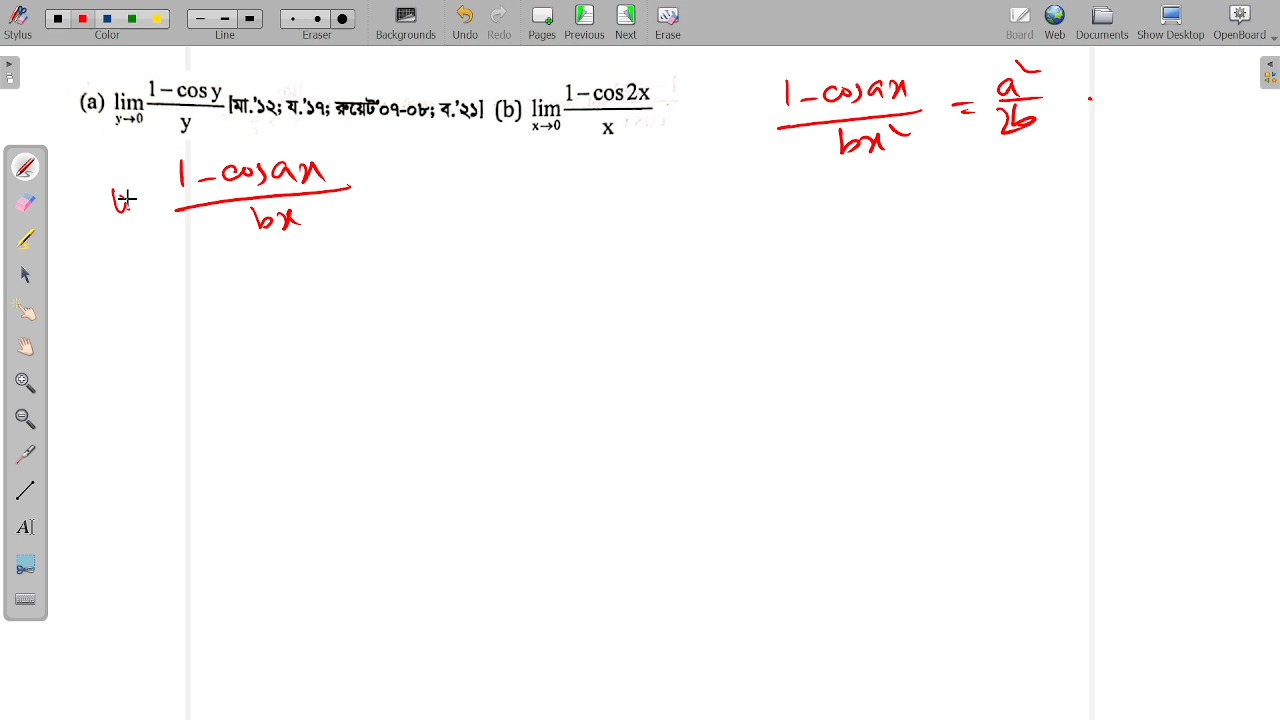 Stylus Color Line Eraser Backgrounds Undo Redo Pages Previous Next Erase Board Web Documents Show Desktop OpenBoard
(a) lim y→0 (1 − cos y)/y [মা.'১২; য.'১৭; রুয়েট'০৭-০৮; ব.'২১] (b) lim x→0 (1 − cos 2x)/x
(1 − cos ax)/(bx²) = a²/(2b)
(1 − cos ax)/(bx)